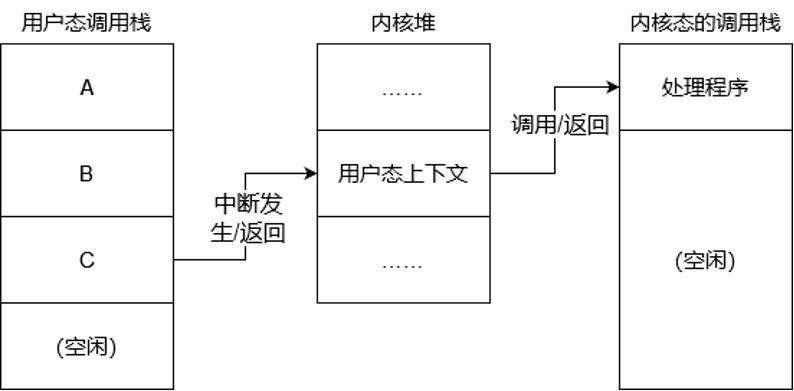 用户态调用栈
A
B
C
(空闲)
中断发
生/返回
内核堆
……
用户态上下文
……
调用/返回
内核态的调用栈
处理程序
(空闲)